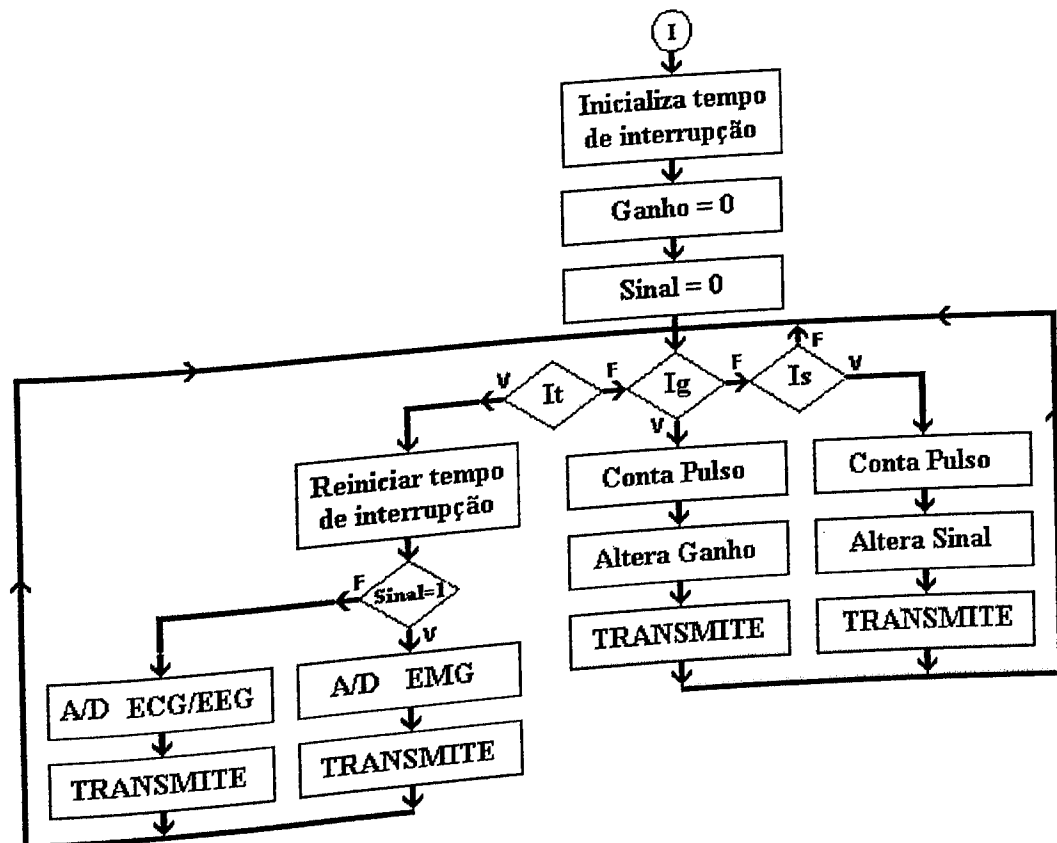 I
Inicializa tempo
de interrupção
Ganho = 0
Sinal = 0
V
It
F
Ig
F
Is
F
V
V
Reiniciar tempo
de interrupção
Conta Pulso
Conta Pulso
Altera Ganho
Altera Sinal
F
Sinal=1
V
TRANSMITE
TRANSMITE
A/D ECG/EEG
A/D EMG
TRANSMITE
TRANSMITE